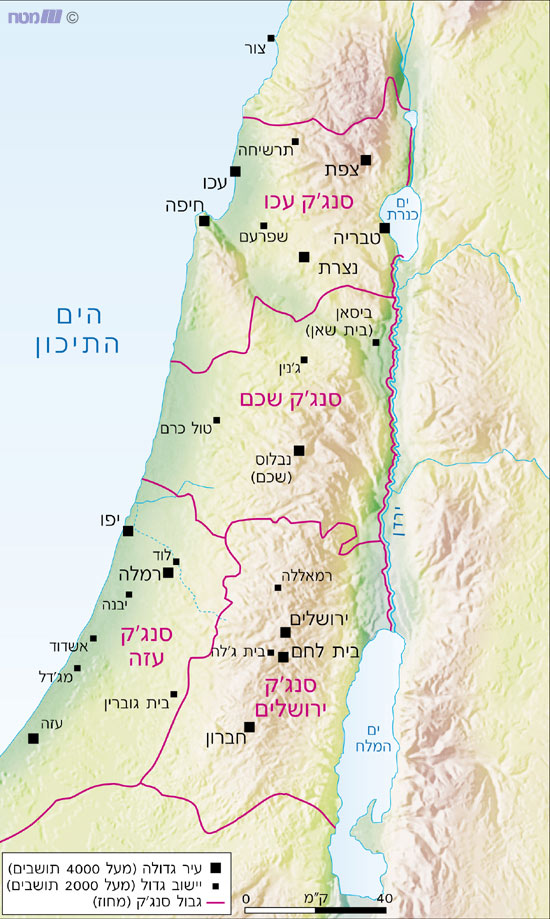 © מטח
צור
תרשיחה
צפת
עכו
סנג'ק עכו
ים
כנרת
חיפה
שפרעם
טבריה
נצרת
הים
התיכון
ביסאן
(בית שאן)
ג'נין
סנג'ק שכם
טול כרם
נבלוס
(שכם)
ירדן
יפו
לוד
רמלה
רמאללה
יבנה
ירושלים
סנג'ק
עזה
אשדוד
בית ג'לה
בית לחם
מג'דל
סנג'ק
ירושלים
בית גוברין
עזה
חברון
ים
המלח
עיר גדולה (מעל 4000 תושבים)
יישוב גדול (מעל 2000 תושבים)
גבול סנג'ק (מחוז)
0 ק"מ 40